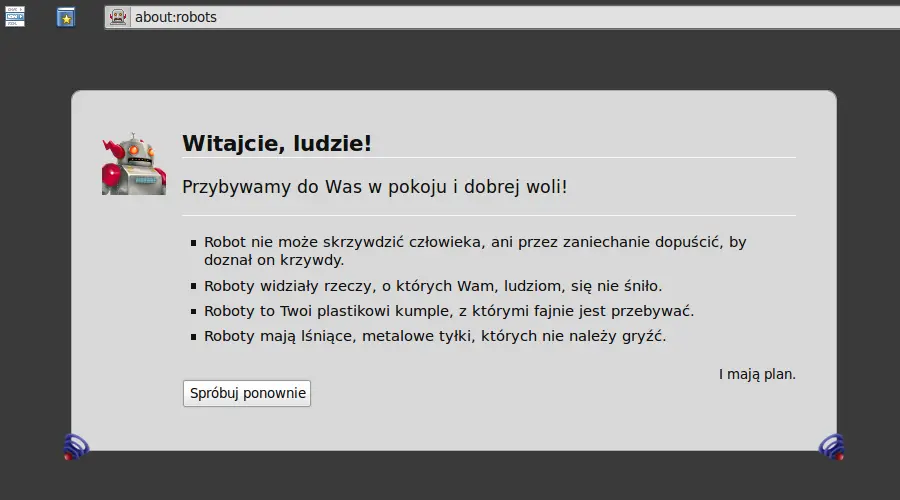 about:robots
Witajcie, ludzie!
Przybywamy do Was w pokoju i dobrej woli!
Robot nie może skrzywdzić człowieka, ani przez zaniechanie dopuścić, by
doznał on krzywdy.
Roboty widziały rzeczy, o których Wam, ludziom, się nie śniło.
Roboty to Twoi plastikowi kumple, z którymi fajnie jest przebywać.
Roboty mają lśniące, metalowe tyłki, których nie należy gryźć.
I mają plan.
Spróbuj ponownie